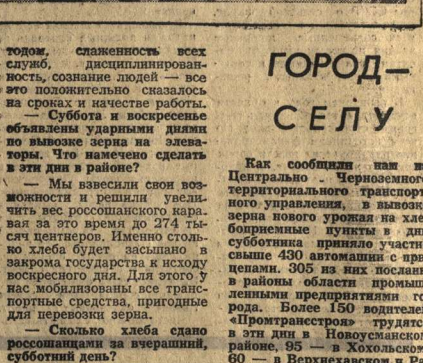 тодом, слаженность всех
служб, дисциплинирован-
ность, сознание людей — все
это положительно сказалось
на сроках и качестве работы.
— Суббота и воскресенье
объявлены ударными днями
по вывозке зерна на элева-
торы. Что намечено сделать
в эти дни в районе?
— Мы взвесили свои воз-
можности и решили увели-
чить вес россошанского кара-
вая за это время до 274 ты-
сяч центнеров. Именно столь-
ко хлеба будет засыпано в
закрома государства к исходу
воскресного дня. Для этого у
нас мобилизованы все транс-
портные средства, пригодные
для перевозки зерна.
— Сколько хлеба сдано
россошанцами за вчерашний,
субботний день?
ГОРОД—
СЕЛУ
Как сообщили нам в
Центрально-Черноземног
территориального транспорт
ного управления, в вывозк
зерна нового урожая на хле
боприемные пункты в дн
субботника приняло участи
свыше 430 автомашин с при
цепами. 305 из них послан
в районы области промыш
ленными предприятиями го
рода. Более 150 водителе
«Промтрансстроя» трудятс
в эти дни в Новоусманско
районе, 95 — в Хохольском
60 — в Верхнехавском. Р